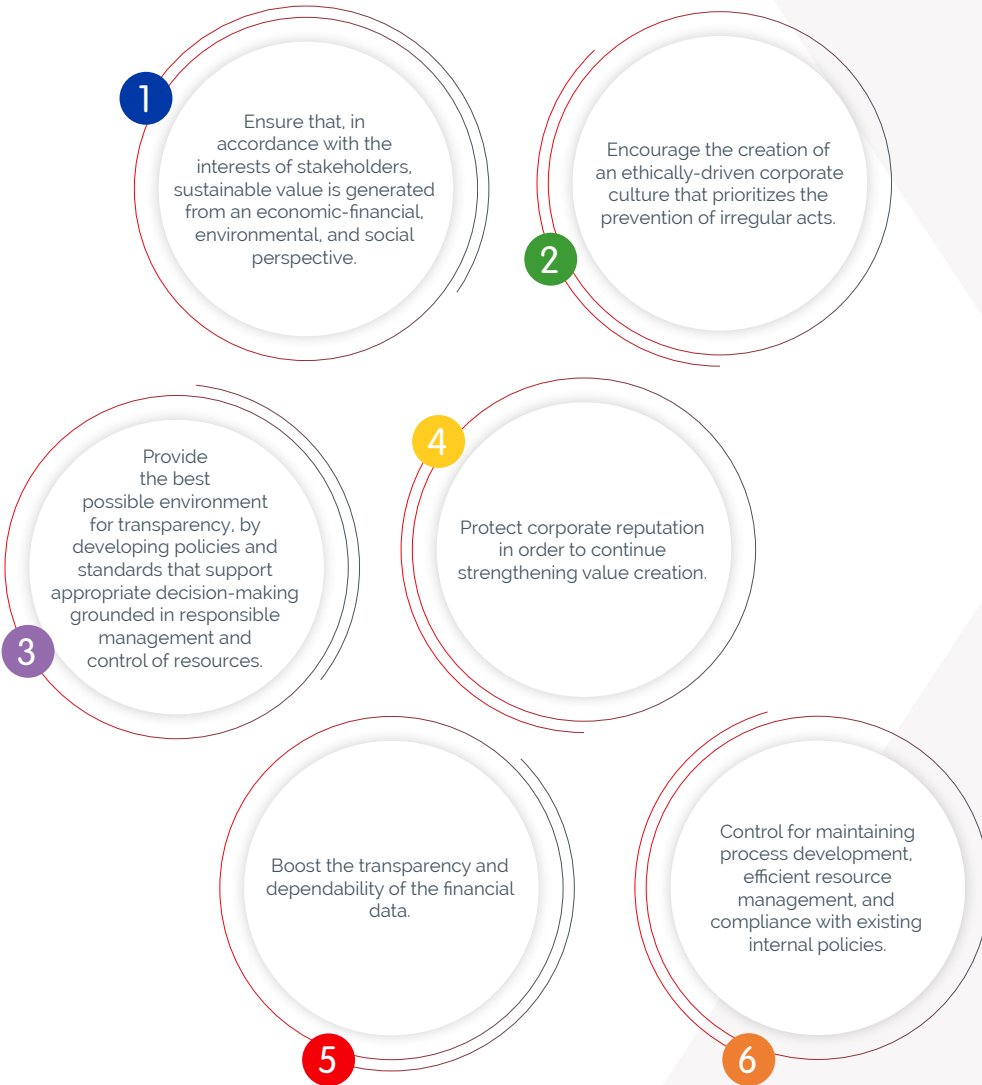 1
Ensure that, in
accordance with the
interests of stakeholders,
sustainable value is generated
from an economic-financial,
environmental, and social
perspective.
2
Encourage the creation of
an ethically-driven corporate
culture that prioritizes the
prevention of irregular acts.
3
Provide
the best
possible environment
for transparency, by
developing policies and
standards that support
appropriate decision-making
grounded in responsible
management and
control of resources.
4
Protect corporate reputation
in order to continue
strengthening value creation.
5
Boost the transparency and
dependability of the financial
data.
6
Control for maintaining
process development,
efficient resource
management, and
compliance with existing
internal policies.